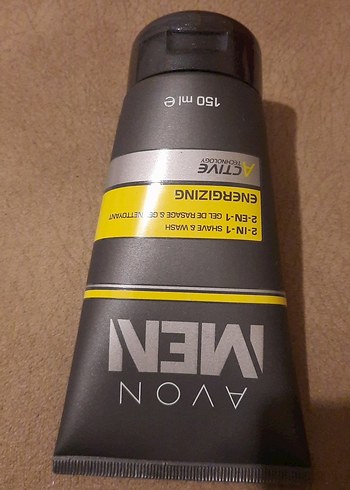 AVON
MEN
2-IN-1 SHAVE & WASH
2-EN-1 GEL DE RASAGE & GEL NETTOYANT
ENERGIZING
ACTIVE
TECHNOLOGY
150 ml e